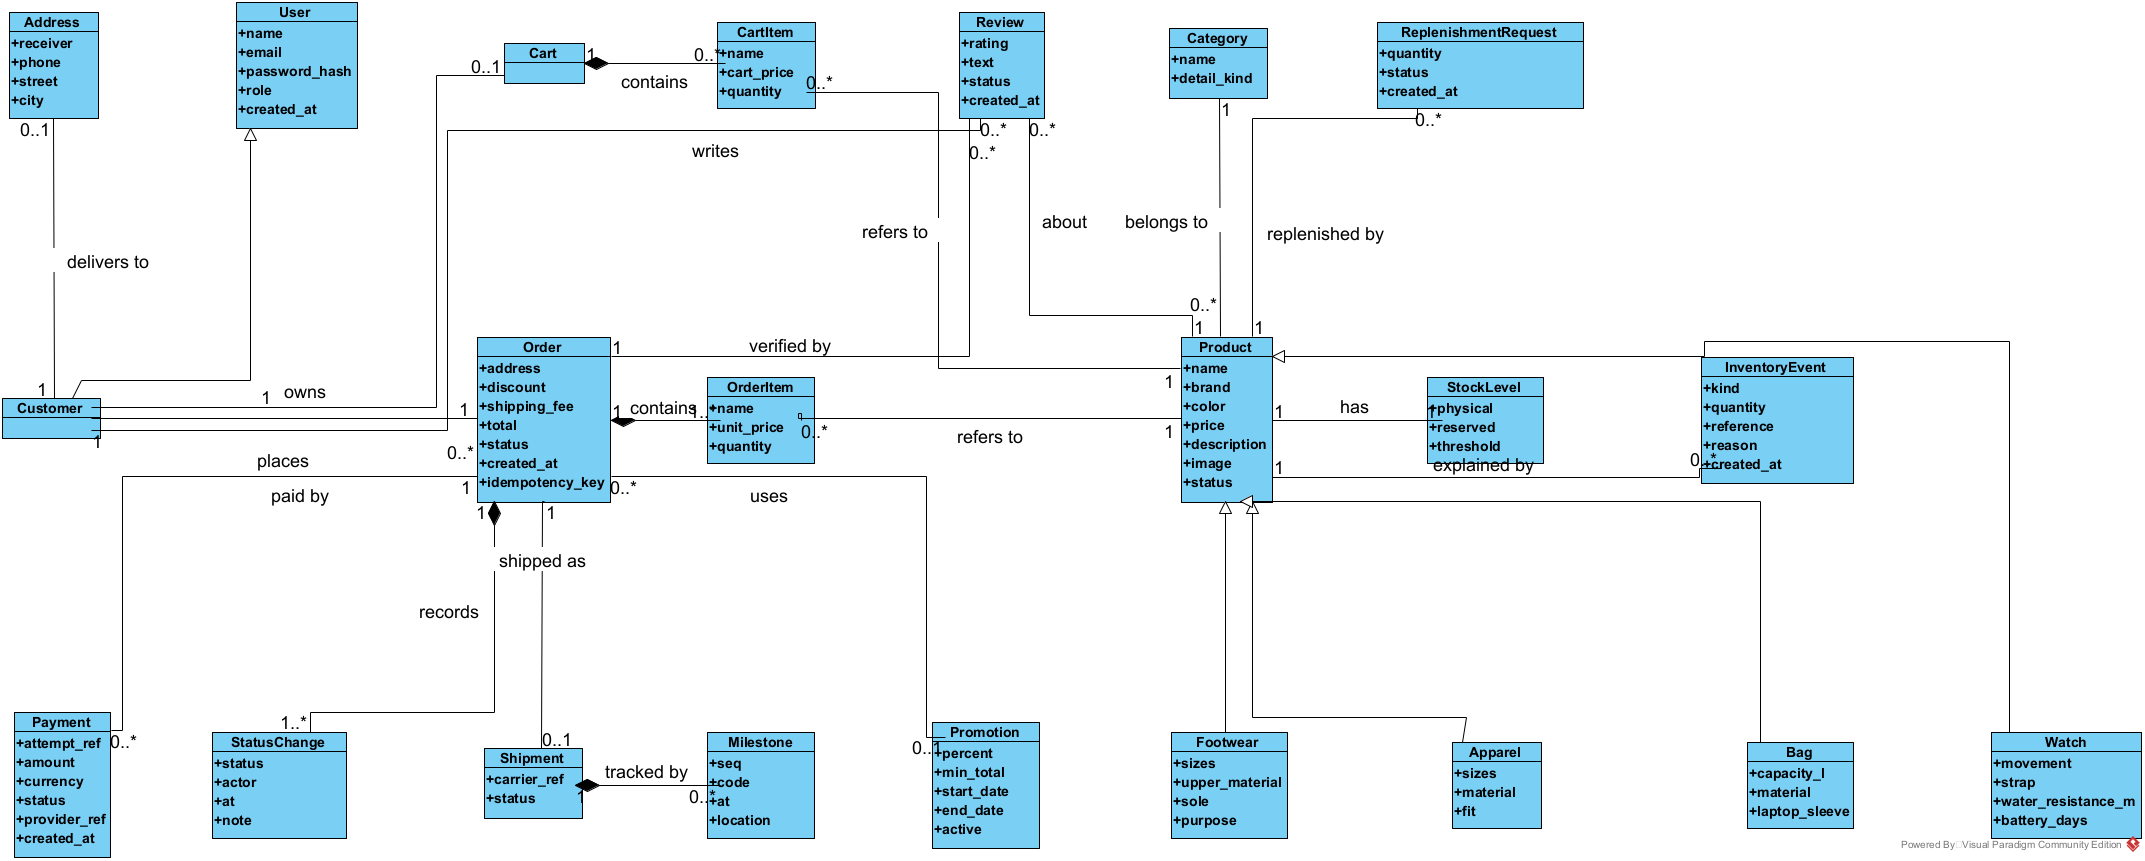 Address
+receiver
+phone
+street
+city
0..1
User
+name
+email
+password_hash
+role
+created_at
Cart
0..1
1
contains
0..*
CartItem
+name
+cart_price
+quantity
0..*
Review
+rating
+text
+status
+created_at
0..*
0..*
0..*
writes
Category
+name
+detail_kind
1
ReplenishmentRequest
+quantity
+status
+created_at
0..*
refers to
about
belongs to
replenished by
delivers to
0..*
1
1
1
Customer
1
1
owns
1
0..*
places
paid by
1
Order
+address
+discount
+shipping_fee
+total
+status
+created_at
+idempotency_key
1
verified by
1
contains
1..
OrderItem
+name
+unit_price
+quantity
0..*
refers to
1
1
0..*
uses
Product
+name
+brand
+color
+price
+description
+image
+status
1
has
1
StockLevel
+physical
+reserved
+threshold
1
explained by
0..*
InventoryEvent
+kind
+quantity
+reference
+reason
+created_at
1
1
shipped as
records
1..*
0..1
0..*
Payment
+attempt_ref
+amount
+currency
+status
+provider_ref
+created_at
StatusChange
+status
+actor
+at
+note
Shipment
+carrier_ref
+status
1
tracked by
0..*
Milestone
+seq
+code
+at
+location
0..1
Promotion
+percent
+min_total
+start_date
+end_date
+active
Footwear
+sizes
+upper_material
+sole
+purpose
Apparel
+sizes
+material
+fit
Bag
+capacity_l
+material
+laptop_sleeve
Watch
+movement
+strap
+water_resistance_m
+battery_days
Powered By Visual Paradigm Community Edition